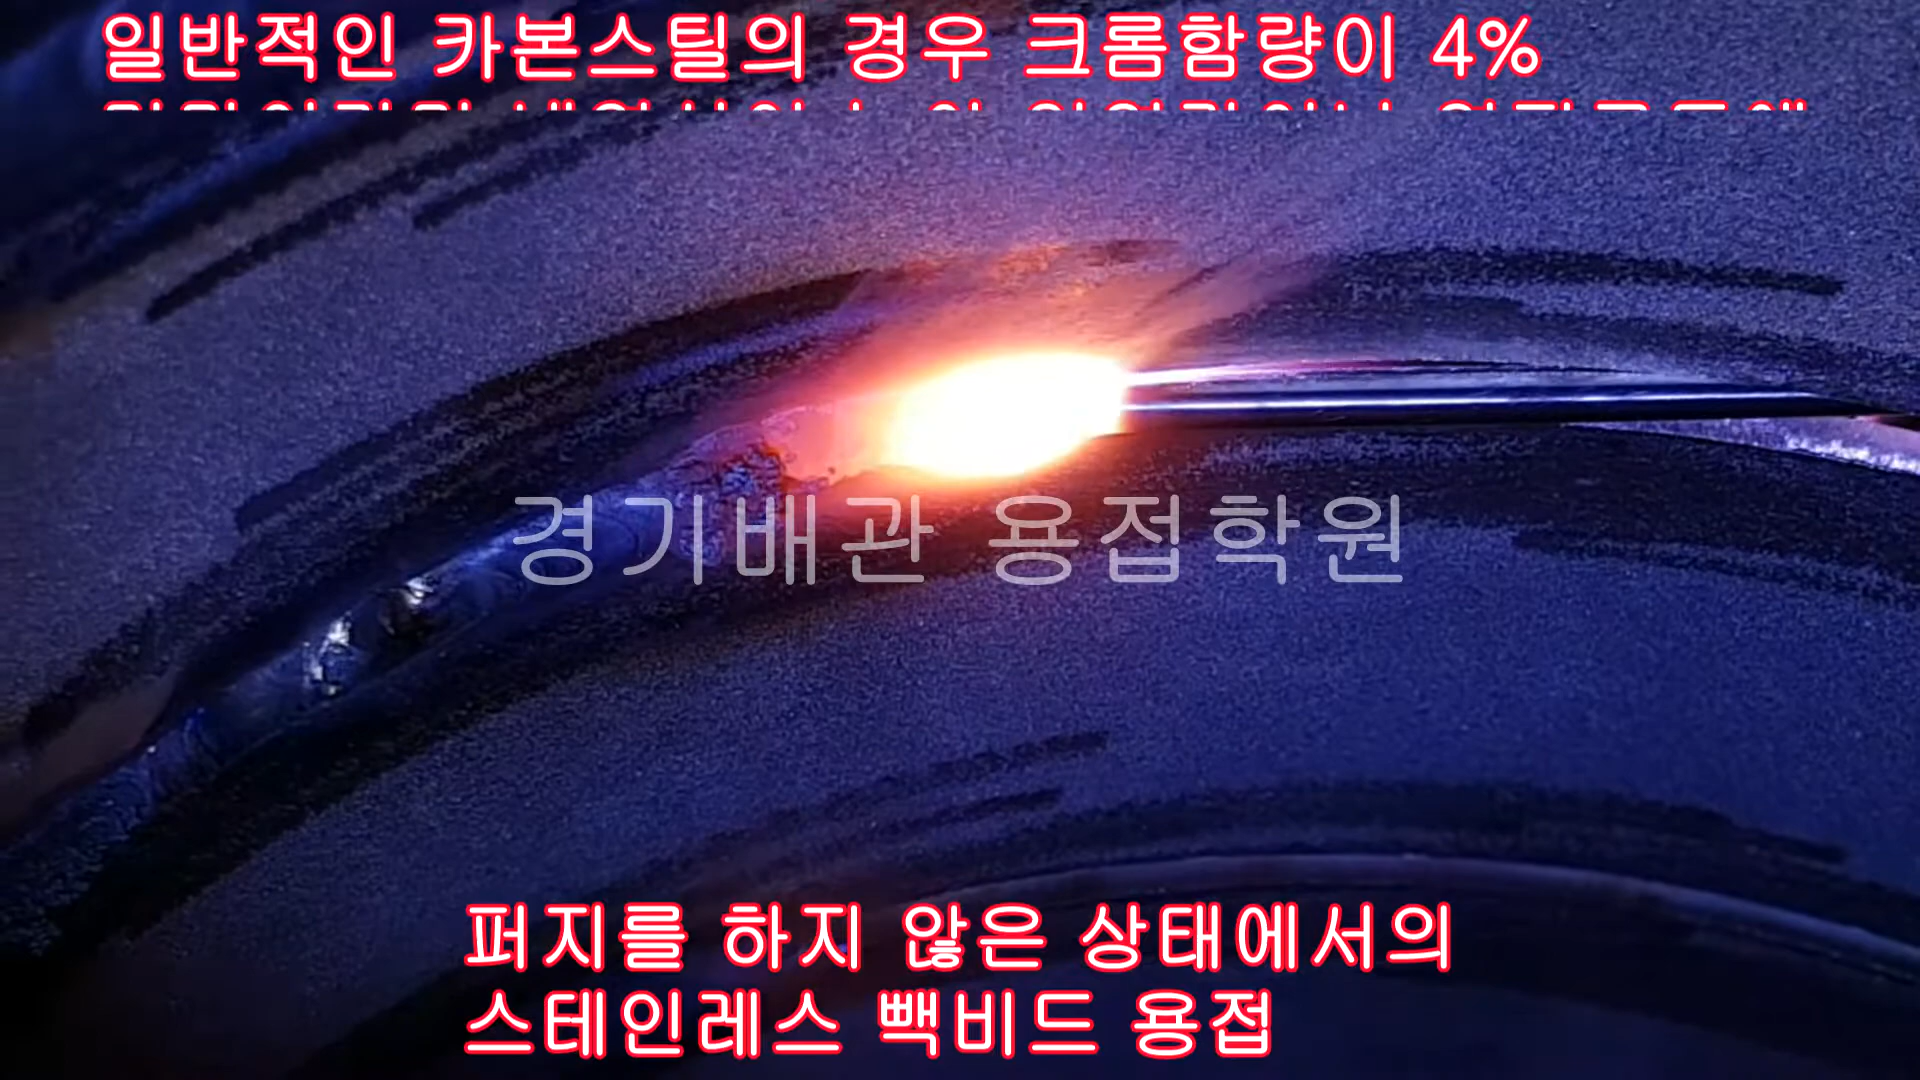 일반적인 카본스틸의 경우 크롬함량이 4%
경기배관 용접학원
퍼지를 하지 않은 상태에서의
스테인레스 빽비드 용접